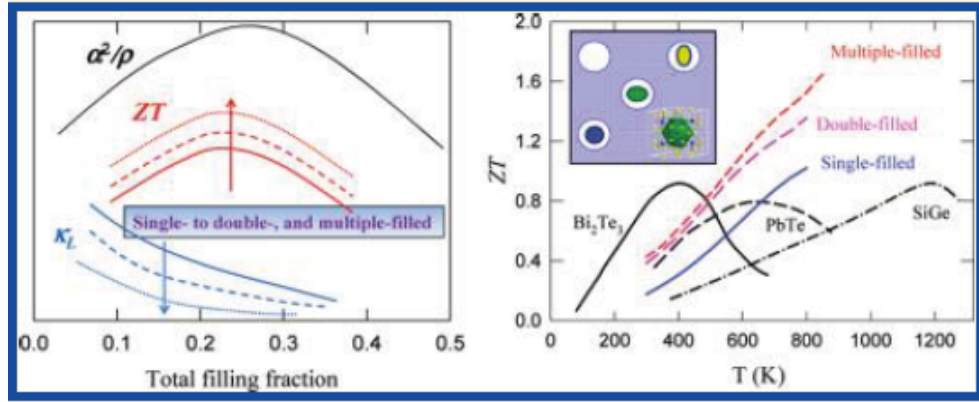 α²/ρ
ZT
Single- to double-, and multiple-filled
κL
0.0 0.1 0.2 0.3 0.4 0.5
Total filling fraction
2.0
1.6
1.2
0.8
0.4
0.0
ZT
Multiple-filled
Double-filled
Single-filled
Bi₂Te₃
PbTe
SiGe
0 200 400 600 800 1000 1200
T (K)